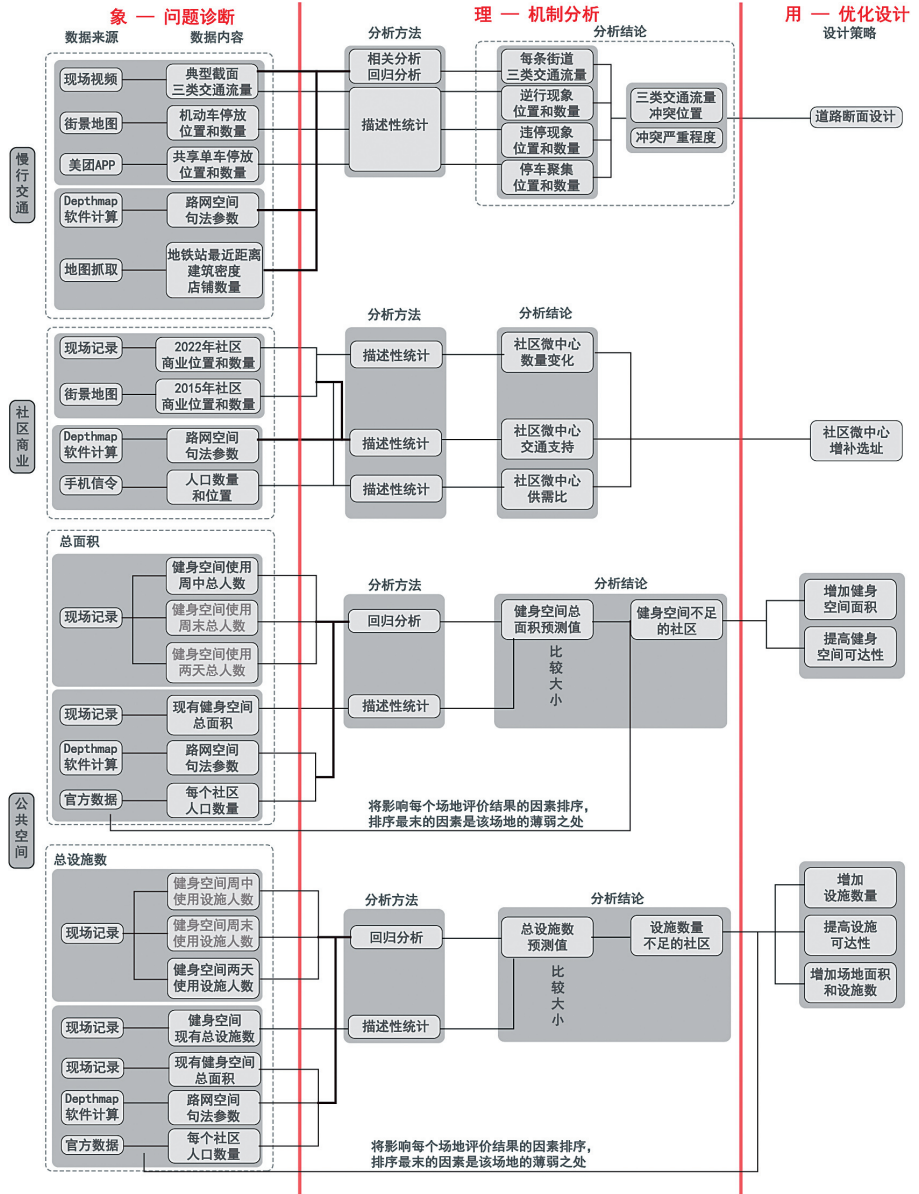 象 — 问题诊断
理 — 机制分析
用 — 优化设计
数据来源
数据内容
设计策略
慢行交通
现场视频
典型截面
三类交通流量
街景地图
机动车停放
位置和数量
美团APP
共享单车停放
位置和数量
Depthmap
软件计算
路网空间
句法参数
地图抓取
地铁站最近距离
建筑密度
店铺数量
分析方法
相关分析
回归分析
描述性统计
分析结论
每条街道
三类交通流量
逆行现象
位置和数量
违停现象
位置和数量
停车聚集
位置和数量
三类交通流量
冲突位置
冲突严重程度
道路断面设计
社区商业
现场记录
2022年社区
商业位置和数量
街景地图
2015年社区
商业位置和数量
Depthmap
软件计算
路网空间
句法参数
手机信令
人口数量
和位置
分析方法
描述性统计
描述性统计
描述性统计
分析结论
社区微中心
数量变化
社区微中心
交通支持
社区微中心
供需比
社区微中心
增补选址
公共空间
总面积
现场记录
健身空间使用
周中总人数
健身空间使用
周末总人数
健身空间使用
两天总人数
现场记录
现有健身空间
总面积
Depthmap
软件计算
路网空间
句法参数
官方数据
每个社区
人口数量
分析方法
回归分析
描述性统计
分析结论
健身空间总
面积预测值
比
较
大
小
健身空间不足
的社区
增加健身
空间面积
提高健身
空间可达性
将影响每个场地评价结果的因素排序，
排序最末的因素是该场地的薄弱之处
总设施数
现场记录
健身空间周中
使用设施人数
健身空间周末
使用设施人数
健身空间两天
使用设施人数
现场记录
健身空间
现有总设施数
现场记录
现有健身空间
总面积
Depthmap
软件计算
路网空间
句法参数
官方数据
每个社区
人口数量
分析方法
回归分析
描述性统计
分析结论
总设施数
预测值
比
较
大
小
设施数量
不足的社区
增加
设施数量
提高设施
可达性
增加场地面积
和设施数
将影响每个场地评价结果的因素排序，
排序最末的因素是该场地的薄弱之处